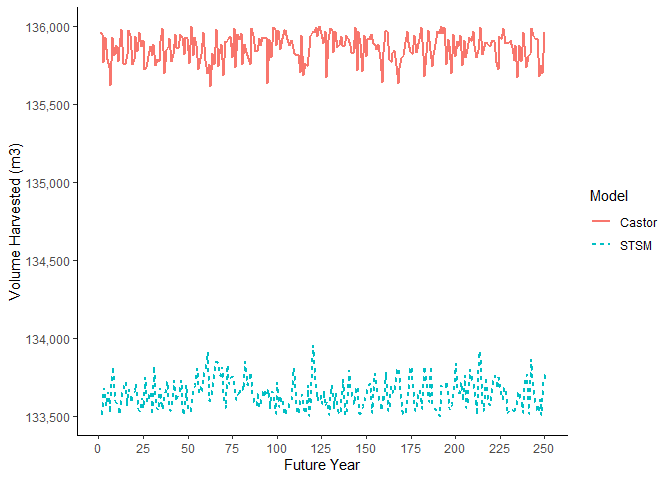 136,000
135,500
135,000
134,500
134,000
133,500
Volume Harvested (m3)
0 25 50 75 100 125 150 175 200 225 250
Future Year
Model
Castor
STSM